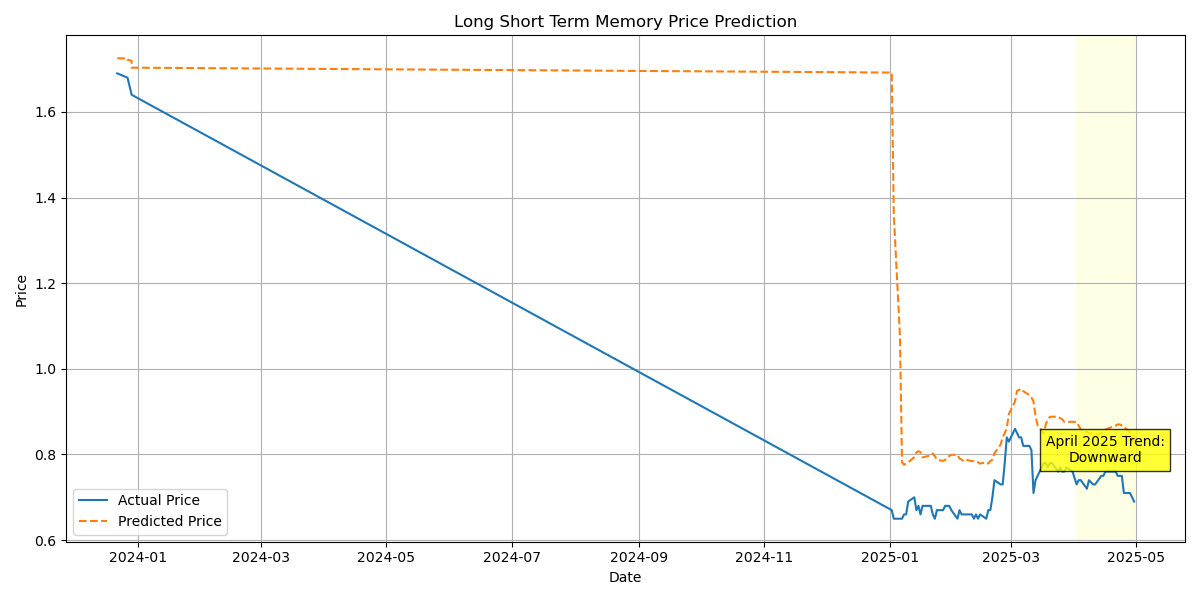 Long Short Term Memory Price Prediction
Price
1.6
1.4
1.2
1.0
0.8
0.6
April 2025 Trend:
Downward
Actual Price
Predicted Price
2024-01
2024-03
2024-05
2024-07
2024-09
2024-11
2025-01
2025-03
2025-05
Date